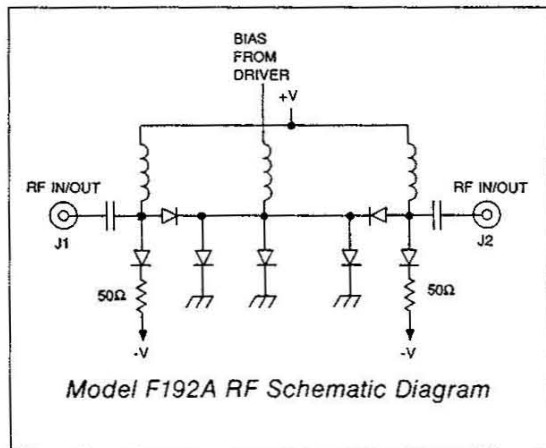 BIAS
FROM
DRIVER
+V
RF IN/OUT
RF IN/OUT
J1
J2
50Ω
50Ω
-V
-V
Model F192A RF Schematic Diagram